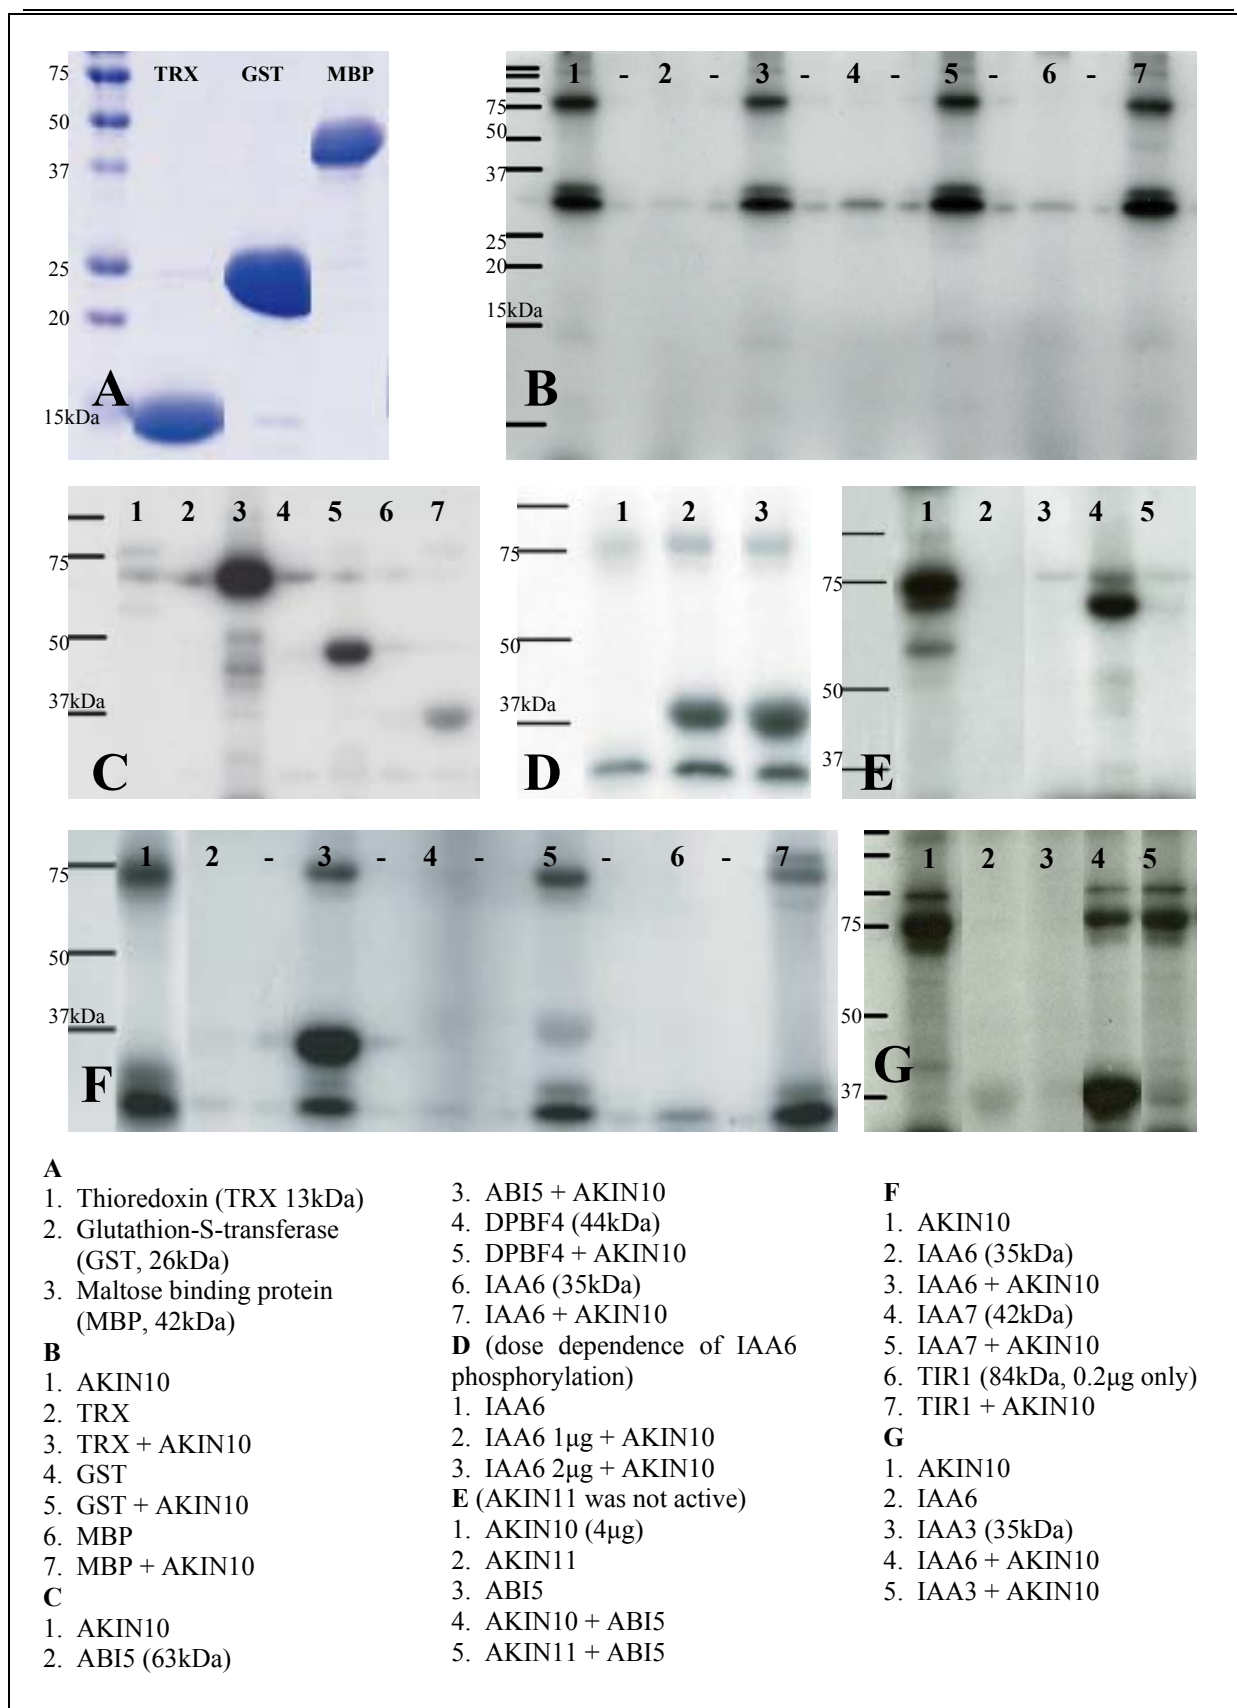 TRX GST MBP
75
50
37
25
20
15kDa
A
1 - 2 - 3 - 4 - 5 - 6 - 7
75
50
37
25
20
15kDa
B
1 2 3 4 5 6 7
75
50
37kDa
C
1 2 3
75
50
37kDa
D
1 2 3 4 5
75
50
37
E
1 2 - 3 - 4 - 5 - 6 - 7
75
50
37kDa
F
1 2 3 4 5
75
50
37
G
A
1. Thioredoxin (TRX 13kDa)
2. Glutathion-S-transferase
(GST, 26kDa)
3. Maltose binding protein
(MBP, 42kDa)
B
1. AKIN10
2. TRX
3. TRX + AKIN10
4. GST
5. GST + AKIN10
6. MBP
7. MBP + AKIN10
C
1. AKIN10
2. ABI5 (63kDa)
3. ABI5 + AKIN10
4. DPBF4 (44kDa)
5. DPBF4 + AKIN10
6. IAA6 (35kDa)
7. IAA6 + AKIN10
D (dose dependence of IAA6
phosphorylation)
1. IAA6
2. IAA6 1μg + AKIN10
3. IAA6 2μg + AKIN10
E (AKIN11 was not active)
1. AKIN10 (4μg)
2. AKIN11
3. ABI5
4. AKIN10 + ABI5
5. AKIN11 + ABI5
F
1. AKIN10
2. IAA6 (35kDa)
3. IAA6 + AKIN10
4. IAA7 (42kDa)
5. IAA7 + AKIN10
6. TIR1 (84kDa, 0.2μg only)
7. TIR1 + AKIN10
G
1. AKIN10
2. IAA6
3. IAA3 (35kDa)
4. IAA6 + AKIN10
5. IAA3 + AKIN10